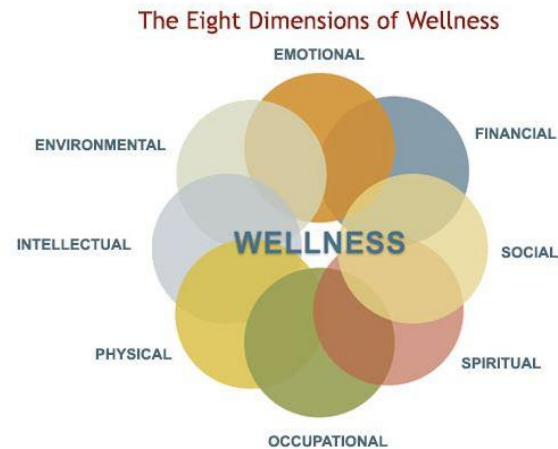 The Eight Dimensions of Wellness
EMOTIONAL
FINANCIAL
ENVIRONMENTAL
INTELLECTUAL
WELLNESS
SOCIAL
PHYSICAL
SPIRITUAL
OCCUPATIONAL